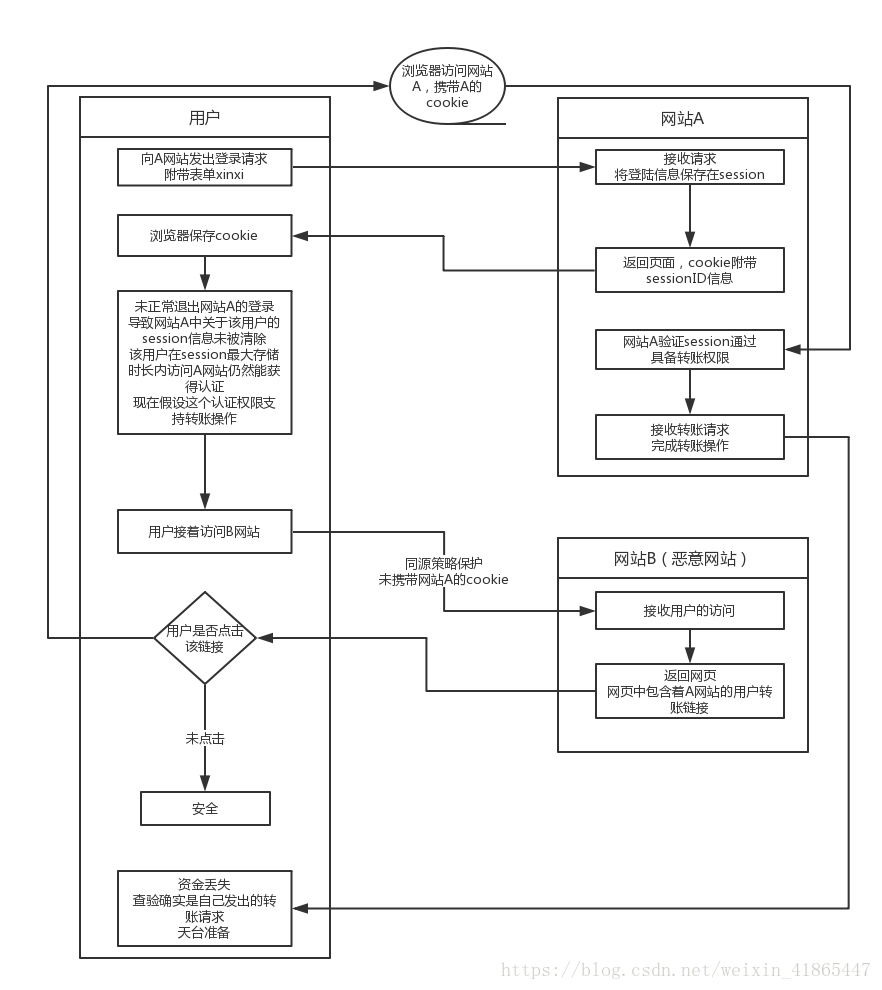 浏览器访问网站
A，携带A的
cookie
用户
向A网站发出登录请求
附带表单xinxi
浏览器保存cookie
未正常退出网站A的登录
导致网站A中关于该用户的
session信息未被清除
该用户在session最大存储
时长内访问A网站仍然能获
得认证
现在假设这个认证权限支
持转账操作
用户接着访问B网站
用户是否点击
该链接
未点击
安全
资金丢失
查验确实是自己发出的转
账请求
天台准备
同源策略保护
未携带网站A的cookie
网站A
接收请求
将登陆信息保存在session
返回页面，cookie附带
sessionID信息
网站A验证session通过
具备转账权限
接收转账请求
完成转账操作
网站B（恶意网站）
接收用户的访问
返回网页
网页中包含着A网站的用户转
账链接
https://blog.csdn.net/weixin_41865447